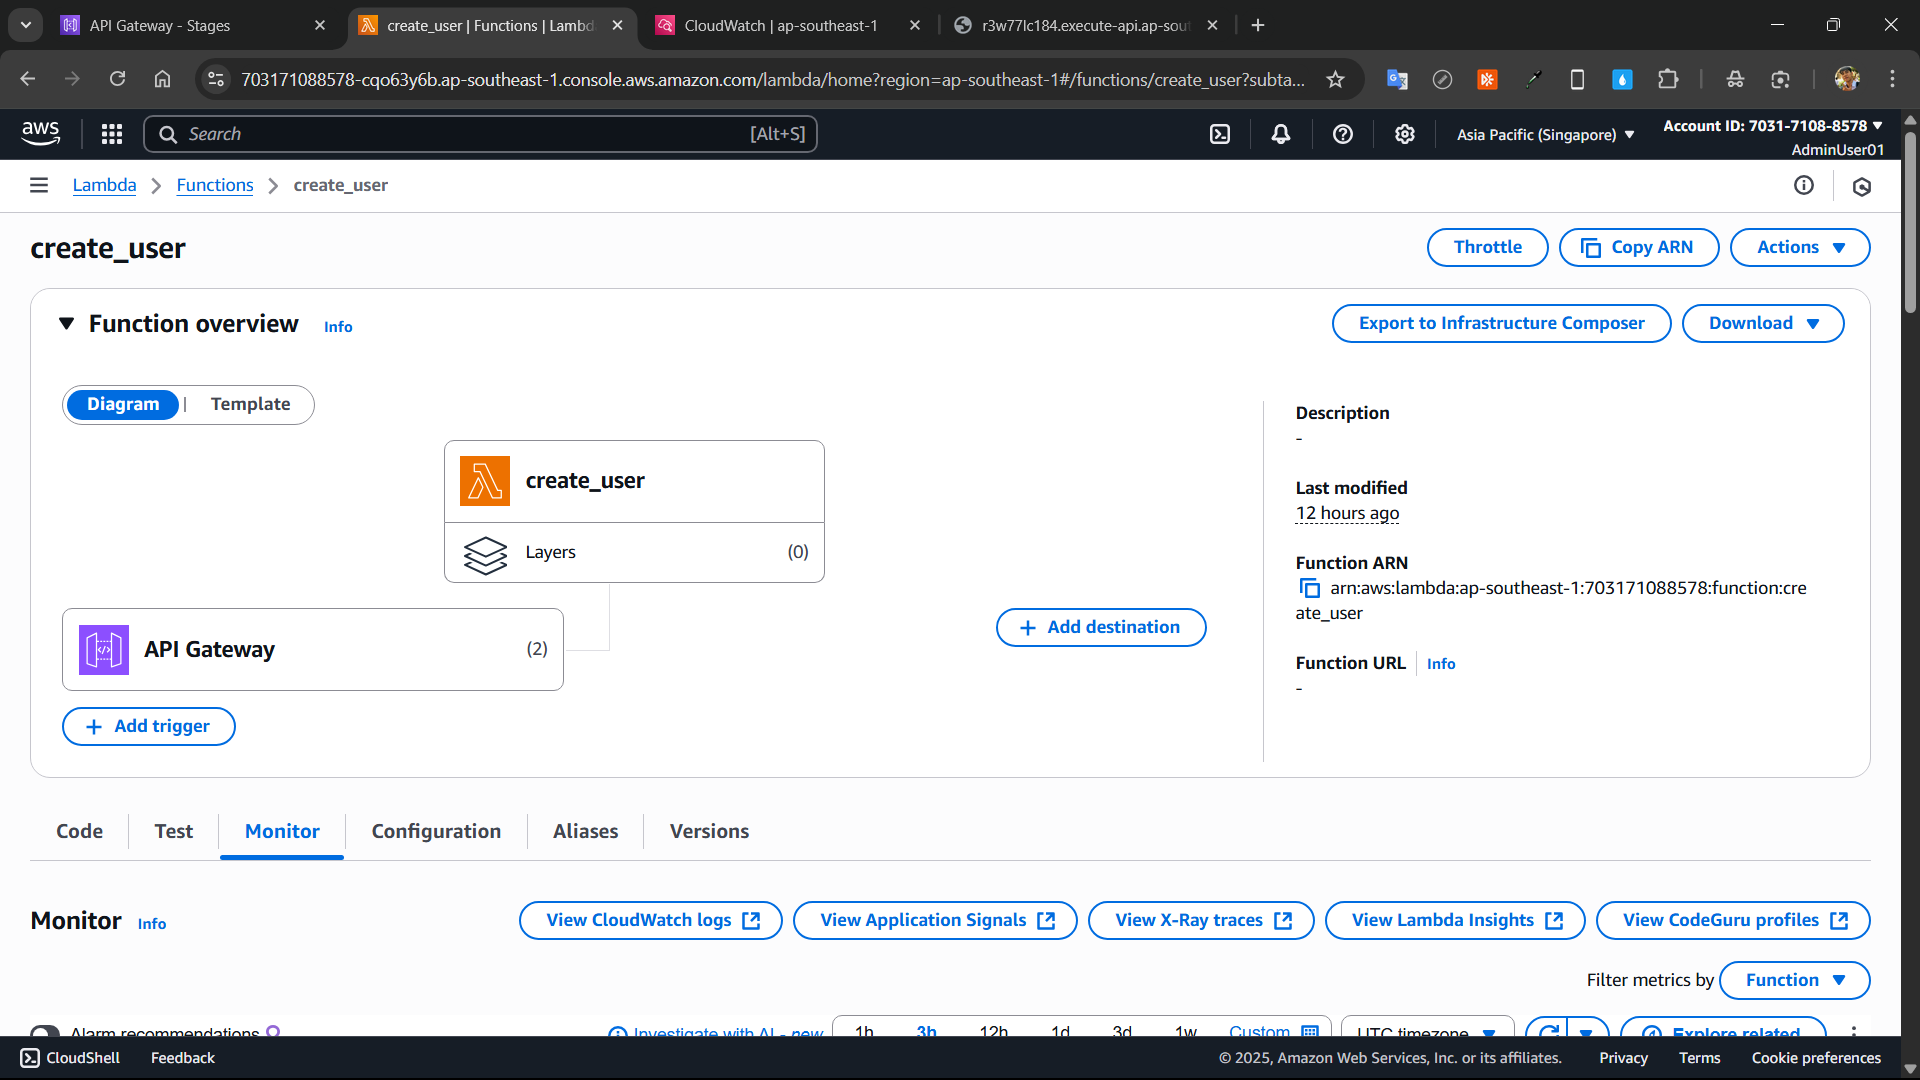 API Gateway - Stages
create_user | Functions | Lambd
CloudWatch | ap-southeast-1
r3w77lc184.execute-api.ap-sout
703171088578-cqo63y6b.ap-southeast-1.console.aws.amazon.com/lambda/home?region=ap-southeast-1#/functions/create_user?subta...
aws
Search
[Alt+S]
Asia Pacific (Singapore)
Account ID: 7031-7108-8578
AdminUser01
Lambda
Functions
create_user
create_user
Throttle
Copy ARN
Actions
Function overview
Info
Export to Infrastructure Composer
Download
Diagram
Template
create_user
Layers
(0)
API Gateway
(2)
Add trigger
Add destination
Description
-
Last modified
12 hours ago
Function ARN
arn:aws:lambda:ap-southeast-1:703171088578:function:cre
ate_user
Function URL
Info
-
Code
Test
Monitor
Configuration
Aliases
Versions
Monitor
Info
View CloudWatch logs
View Application Signals
View X-Ray traces
View Lambda Insights
View CodeGuru profiles
Filter metrics by
Function
Alarm recommendations
Investigate with AI - new
1h
3h
12h
1d
3d
1w
Custom
UTC timezone
Explore related
CloudShell
Feedback
© 2025, Amazon Web Services, Inc. or its affiliates.
Privacy
Terms
Cookie preferences